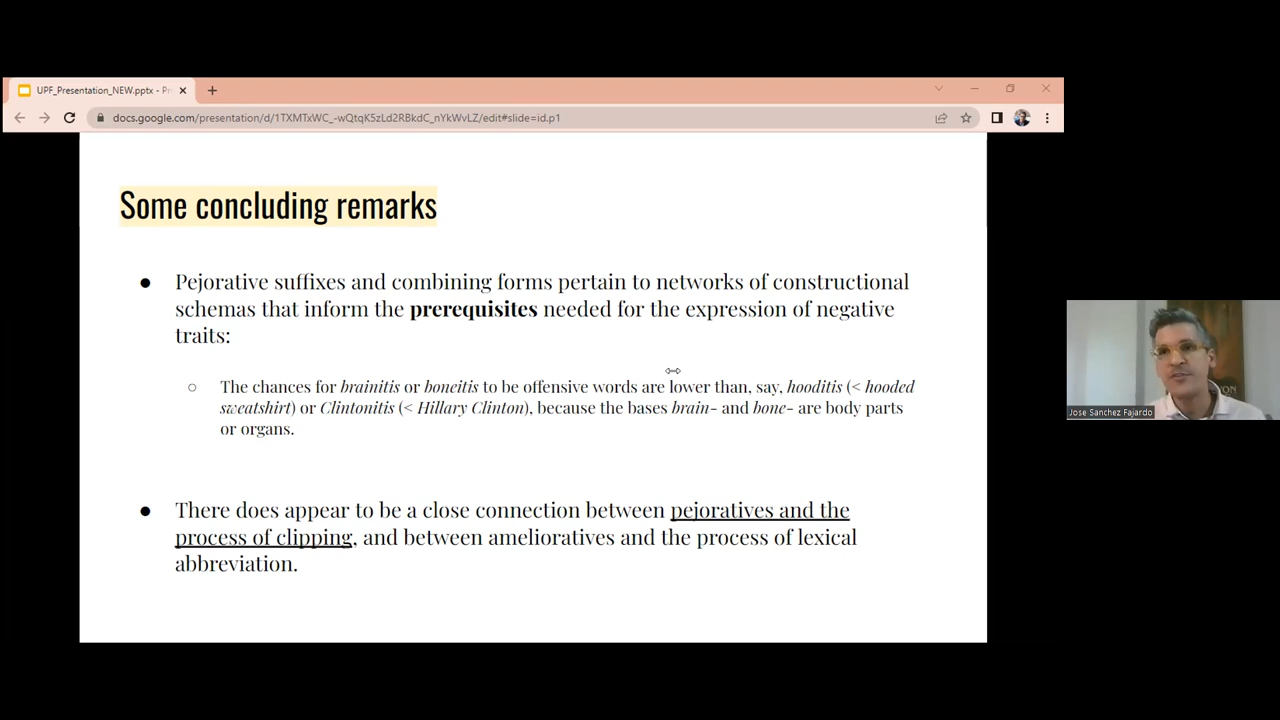 UPF_Presentation_NEW.pptx - Pr
docs.google.com/presentation/d/1TXMTxWC_-wQtqK5zLd2RBkdC_nYkWvLZ/edit#slide=id.p1
Some concluding remarks
● Pejorative suffixes and combining forms pertain to networks of constructional
schemas that inform the prerequisites needed for the expression of negative
traits:
○ The chances for brainitis or boneitis to be offensive words are lower than, say, hooditis (< hooded
sweatshirt) or Clintonitis (< Hillary Clinton), because the bases brain- and bone- are body parts
or organs.
● There does appear to be a close connection between pejoratives and the
process of clipping, and between amelioratives and the process of lexical
abbreviation.
Jose Sanchez Fajardo